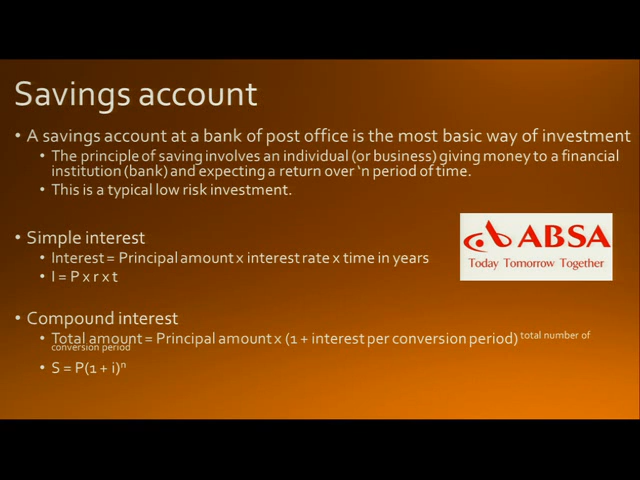 Savings account
• A savings account at a bank of post office is the most basic way of investment
• The principle of saving involves an individual (or business) giving money to a financial
institution (bank) and expecting a return over ‘n period of time.
• This is a typical low risk investment.
• Simple interest
• Interest = Principal amount x interest rate x time in years
• I = P x r x t
ABSA
Today Tomorrow Together
• Compound interest
• Total amount = Principal amount x (1 + interest per conversion period) total number of
conversion period
• S = P(1 + i)ⁿ